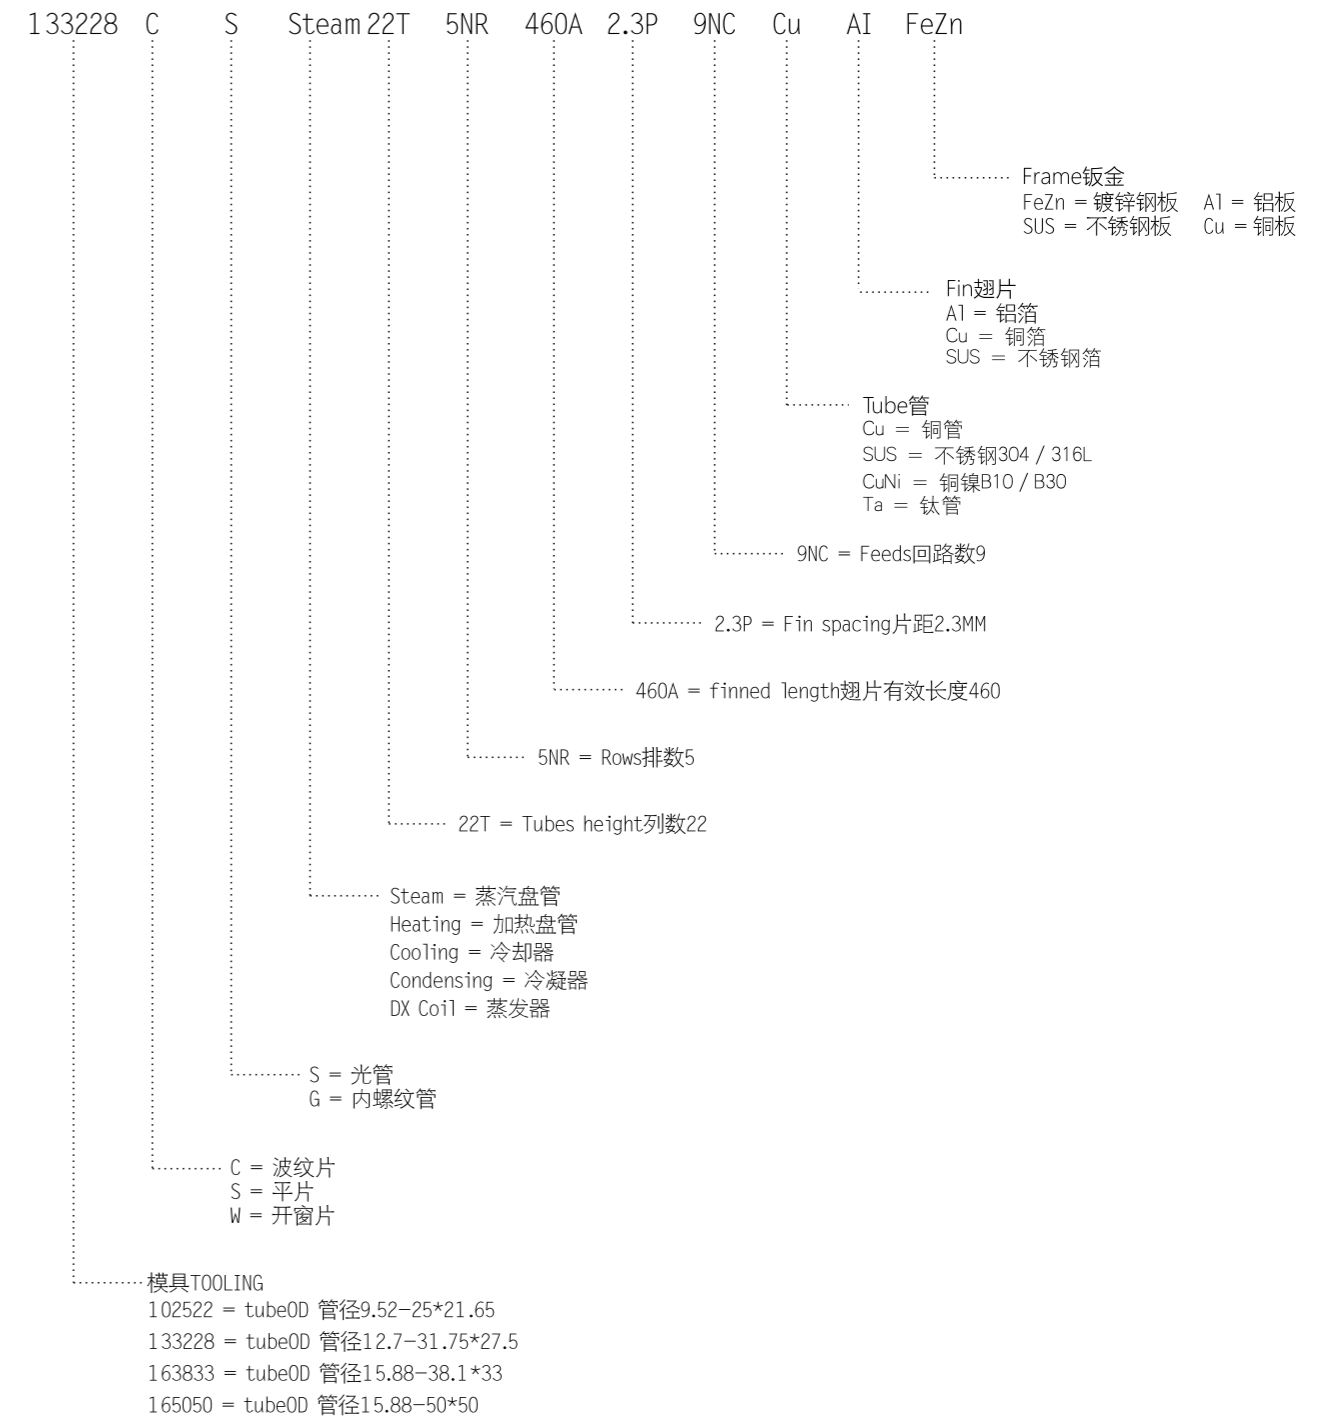 133228 C S Steam 22T 5NR 460A 2.3P 9NC Cu AI FeZn
Frame钣金
FeZn = 镀锌钢板 Al = 铝板
SUS = 不锈钢板 Cu = 铜板
Fin翅片
Al = 铝箔
Cu = 铜箔
SUS = 不锈钢箔
Tube管
Cu = 铜管
SUS = 不锈钢304 / 316L
CuNi = 铜镍B10 / B30
Ta = 钛管
9NC = Feeds回路数9
2.3P = Fin spacing片距2.3MM
460A = finned length翅片有效长度460
5NR = Rows排数5
22T = Tubes height列数22
Steam = 蒸汽盘管
Heating = 加热盘管
Cooling = 冷却器
Condensing = 冷凝器
DX Coil = 蒸发器
S = 光管
G = 内螺纹管
C = 波纹片
S = 平片
W = 开窗片
模具TOOLING
102522 = tubeOD 管径9.52-25*21.65
133228 = tubeOD 管径12.7-31.75*27.5
163833 = tubeOD 管径15.88-38.1*33
165050 = tubeOD 管径15.88-50*50